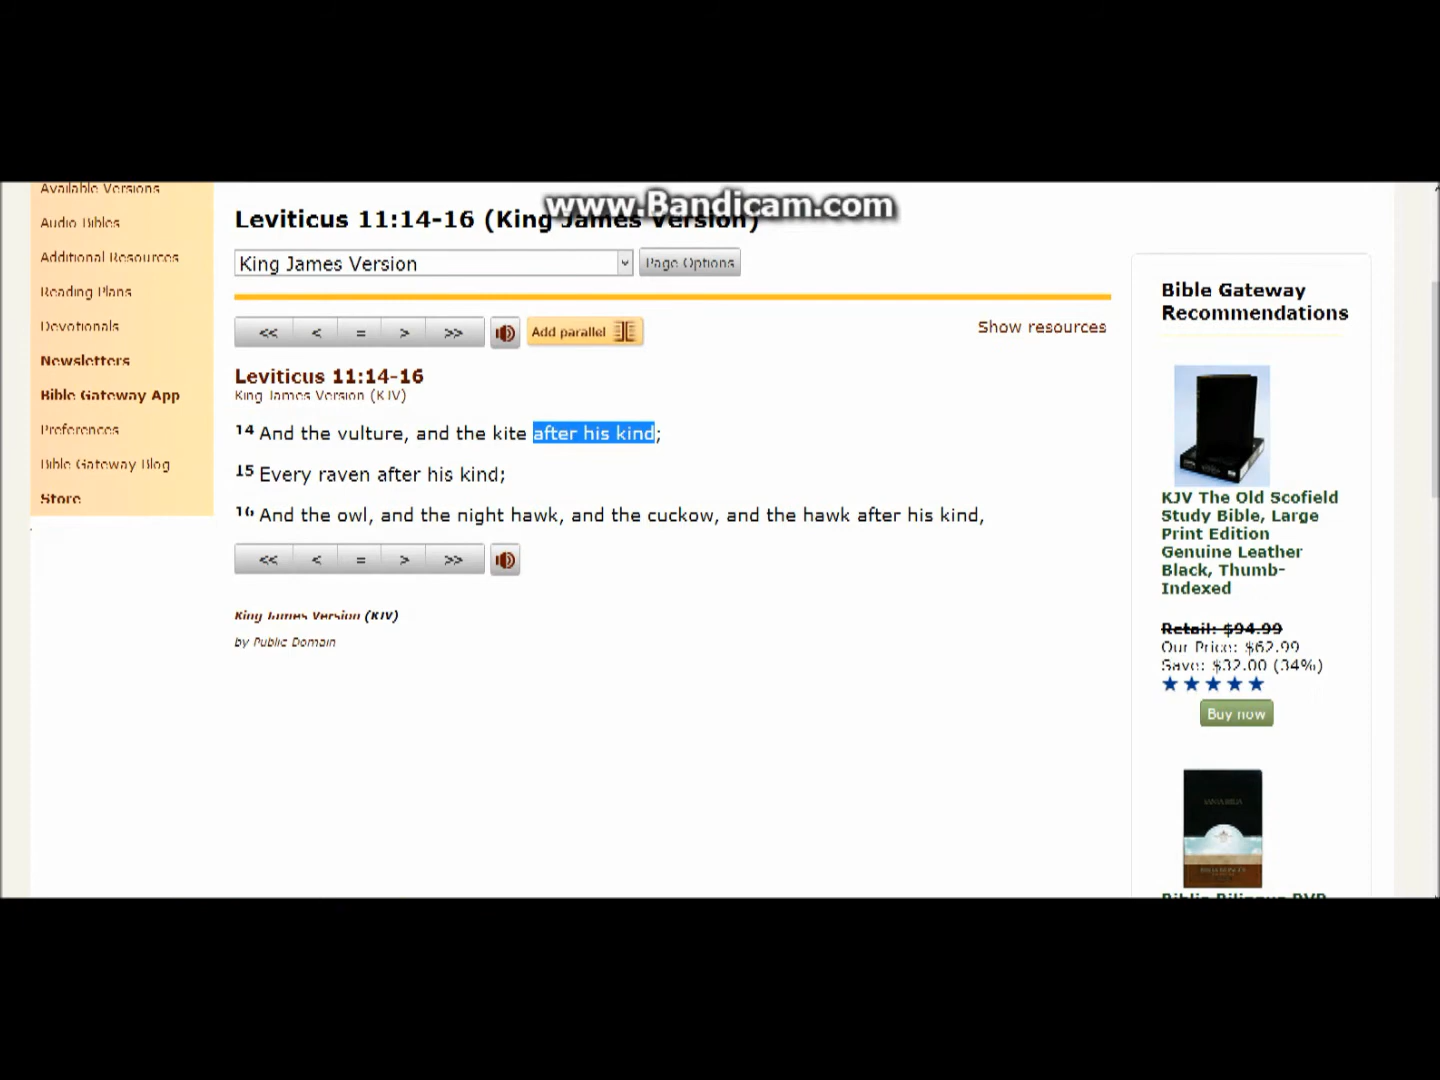 www.Bandicam.com
Available Versions
Audio Bibles
Additional Resources
Reading Plans
Devotionals
Newsletters
Bible Gateway App
Preferences
Bible Gateway Blog
Store
Leviticus 11:14-16 (King James Version)
King James Version
Page Options
<< < = > >>
Add parallel
Show resources
Leviticus 11:14-16
King James Version (KJV)
14 And the vulture, and the kite after his kind;
15 Every raven after his kind;
16 And the owl, and the night hawk, and the cuckow, and the hawk after his kind,
<< < = > >>
King James Version (KJV)
by Public Domain
Bible Gateway
Recommendations
KJV The Old Scofield
Study Bible, Large
Print Edition
Genuine Leather
Black, Thumb-
Indexed
Retail: $94.99
Our Price: $62.99
Save: $32.00 (34%)
Buy now